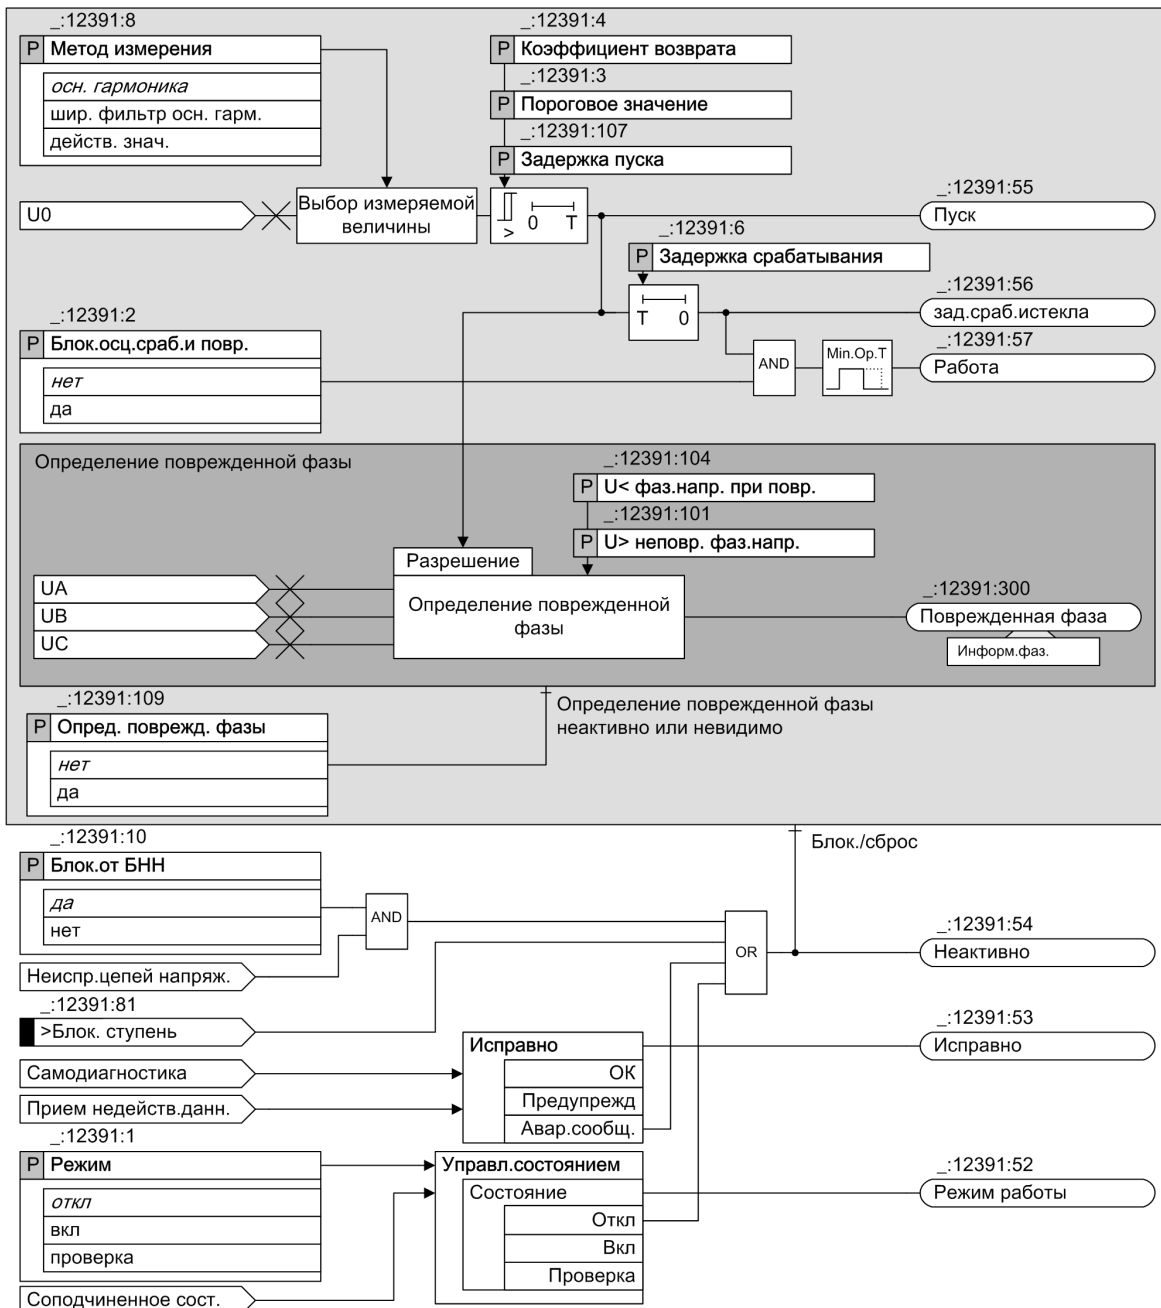 _:12391:8
P Метод измерения
осн. гармоника
шир. фильтр осн. гарм.
действ. знач.
_:12391:4
P Коэффициент возврата
_:12391:3
P Пороговое значение
_:12391:107
P Задержка пуска
U0
Выбор измеряемой
величины
> 0 T
_:12391:55
Пуск
_:12391:6
P Задержка срабатывания
T 0
_:12391:56
зад.сраб.истекла
_:12391:2
P Блок.осц.сраб.и повр.
нет
да
AND
Min.Op.T
_:12391:57
Работа
Определение поврежденной фазы
_:12391:104
P U< фаз.напр. при повр.
_:12391:101
P U> неповр. фаз.напр.
Разрешение
UA
UB
UC
Определение поврежденной
фазы
_:12391:300
Поврежденная фаза
Информ.фаз.
_:12391:109
P Опред. поврежд. фазы
нет
да
Определение поврежденной фазы
неактивно или невидимо
Блок./сброс
_:12391:10
P Блок.от БНН
да
нет
AND
Неиспр.цепей напряж.
_:12391:81
>Блок. ступень
OR
_:12391:54
Неактивно
Самодиагностика
Прием недейств.данн.
Исправно
ОК
Предупрежд
Авар.сообщ.
_:12391:53
Исправно
_:12391:1
P Режим
откл
вкл
проверка
Соподчиненное сост.
Управл.состоянием
Состояние
Откл
Вкл
Проверка
_:12391:52
Режим работы